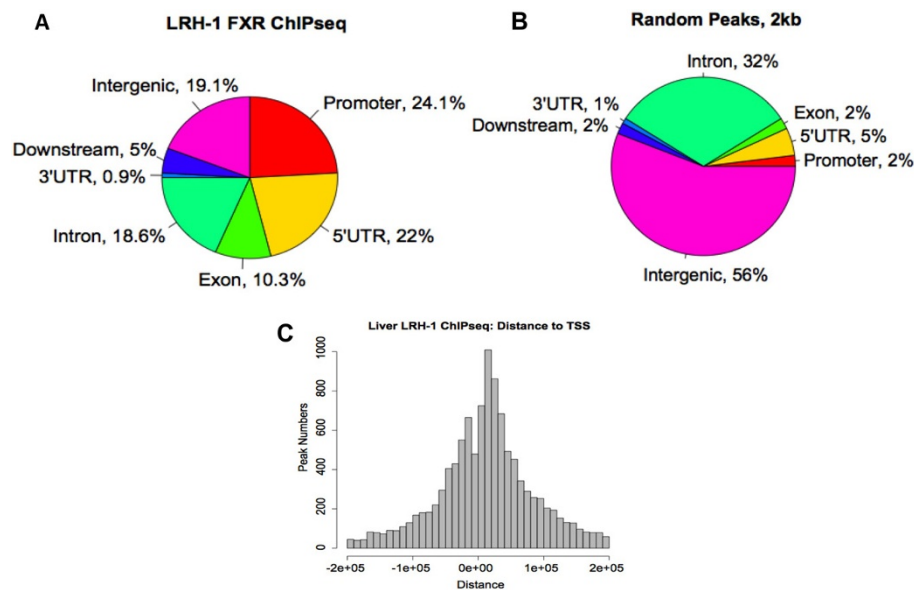 A
LRH-1 FXR ChIPseq
Intergenic, 19.1%
Promoter, 24.1%
Downstream, 5%
3'UTR, 0.9%
Intron, 18.6%
5'UTR, 22%
Exon, 10.3%
B
Random Peaks, 2kb
Intron, 32%
3'UTR, 1%
Exon, 2%
Downstream, 2%
5'UTR, 5%
Promoter, 2%
Intergenic, 56%
C
Liver LRH-1 ChIPseq: Distance to TSS
Peak Numbers
1000
800
600
400
200
0
-2e+05 -1e+05 0e+00 1e+05 2e+05
Distance